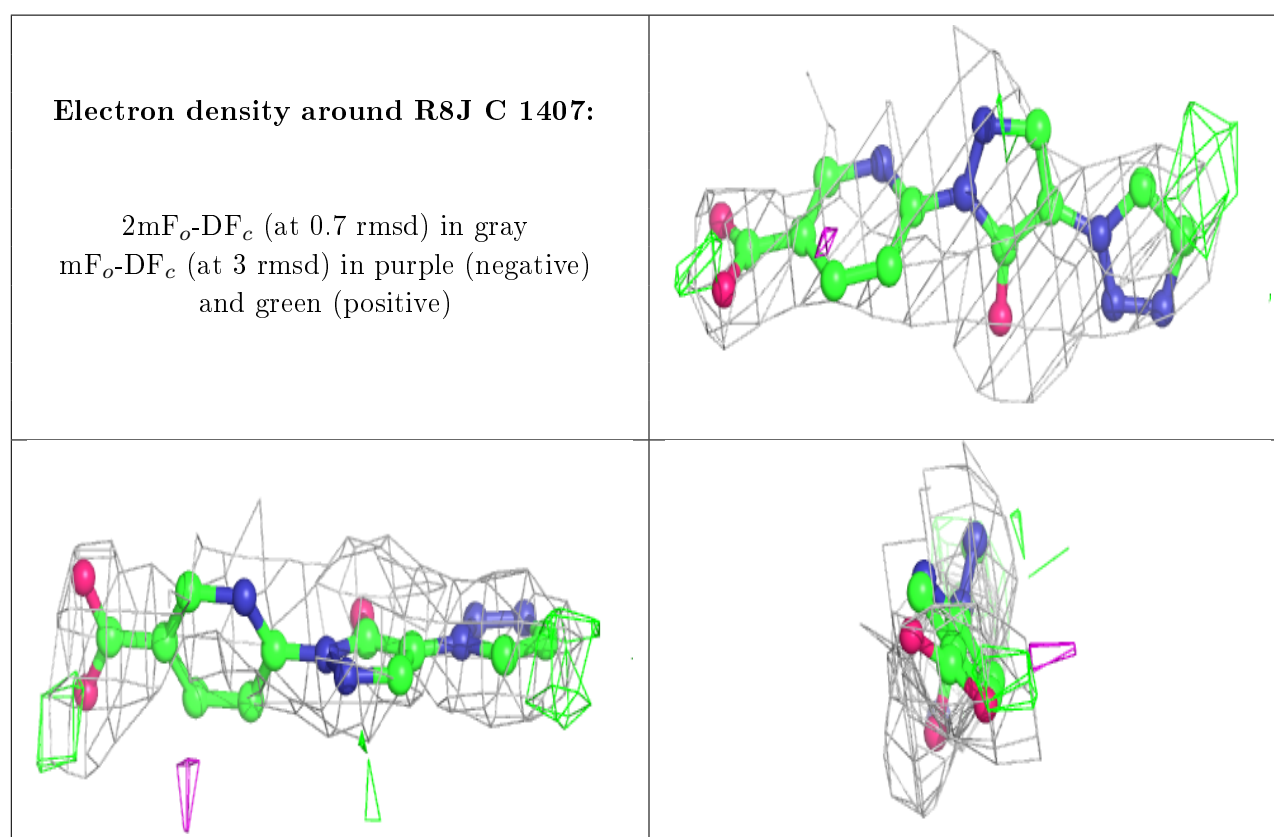 Electron density around R8J C 1407:
2mFₒ-DF𝒸 (at 0.7 rmsd) in gray
mFₒ-DF𝒸 (at 3 rmsd) in purple (negative)
and green (positive)